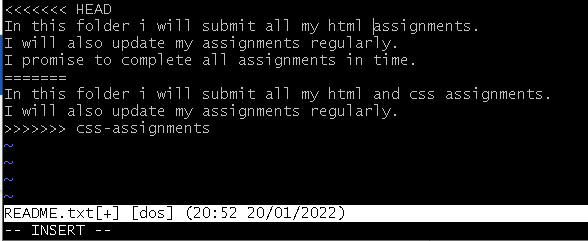 <<<<<<< HEAD
In this folder i will submit all my html assignments.
I will also update my assignments regularly.
I promise to complete all assignments in time.
=======
In this folder i will submit all my html and css assignments.
I will also update my assignments regularly.
>>>>>>> css-assignments
~
~
~
~
README.txt[+] [dos] (20:52 20/01/2022)
-- INSERT --